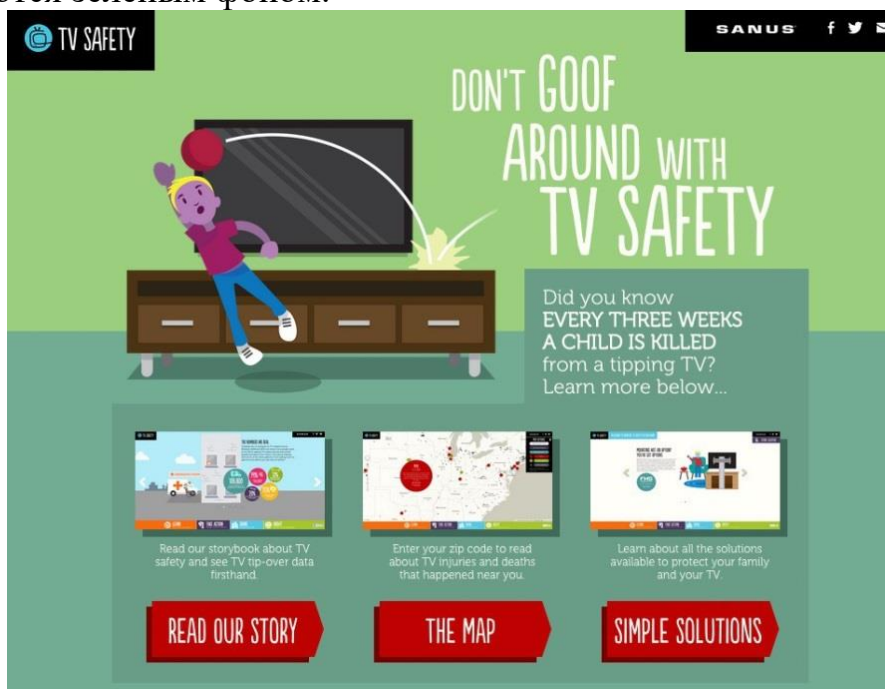 ются зеленым фоном.
TV SAFETY
SANUS
DON'T GOOF
AROUND WITH
TV SAFETY
Did you know
EVERY THREE WEEKS
A CHILD IS KILLED
from a tipping TV?
Learn more below...
Read our storybook about TV
safety and see TV tip-over data
firsthand.
Enter your zip code to read
about TV injuries and deaths
that happened near you.
Learn about all the solutions
available to protect your family
and your TV.
READ OUR STORY
THE MAP
SIMPLE SOLUTIONS